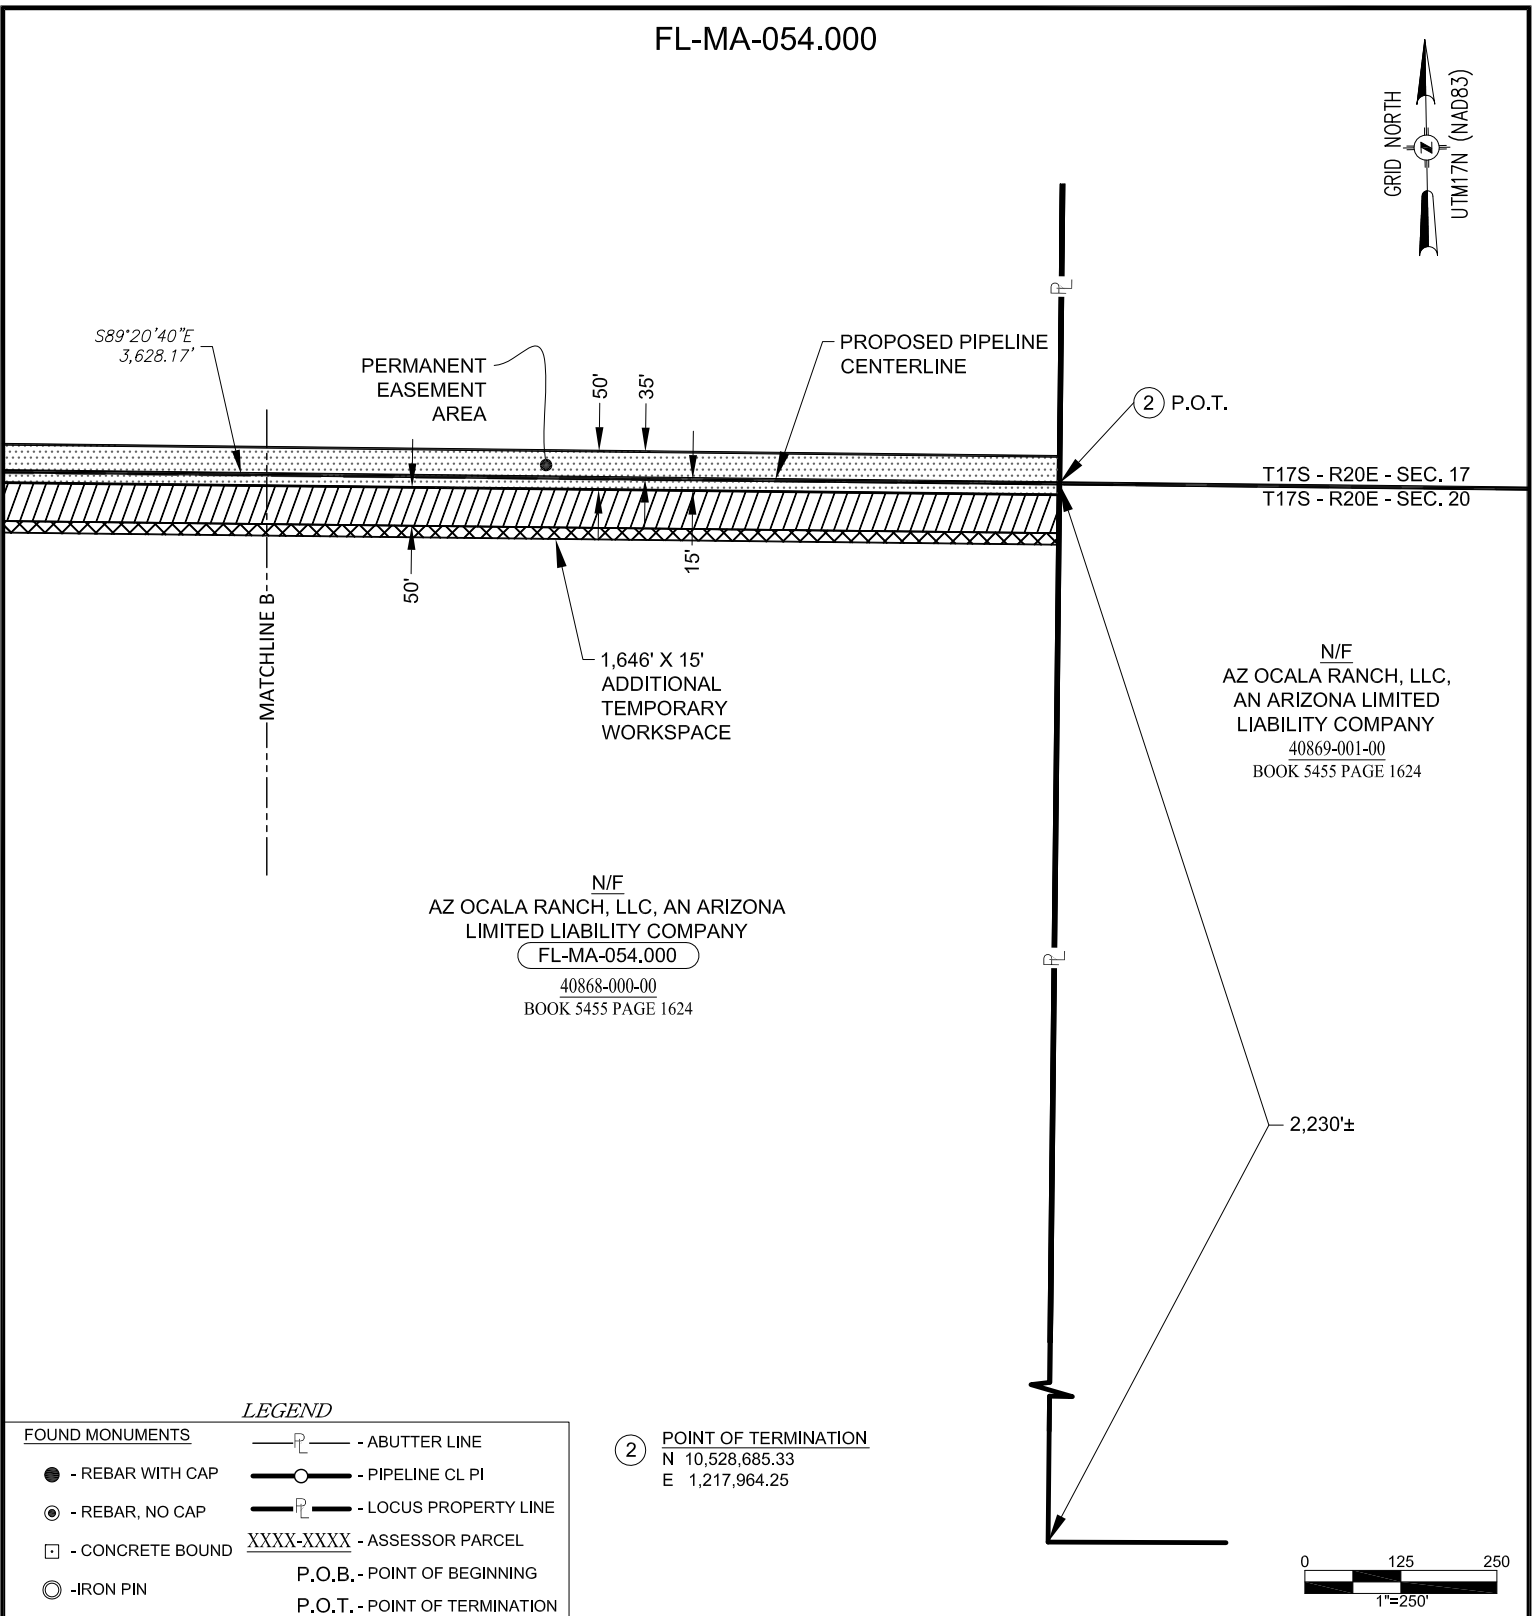 FL-MA-054.000
GRID NORTH
UTM17N (NAD83)
Z
S89°20'40"E
3,628.17'
PERMANENT
EASEMENT
AREA
50'
35'
PROPOSED PIPELINE
CENTERLINE
2 P.O.T.
T17S - R20E - SEC. 17
T17S - R20E - SEC. 20
PL
MATCHLINE B
50'
15'
1,646' X 15'
ADDITIONAL
TEMPORARY
WORKSPACE
N/F
AZ OCALA RANCH, LLC,
AN ARIZONA LIMITED
LIABILITY COMPANY
40869-001-00
BOOK 5455 PAGE 1624
N/F
AZ OCALA RANCH, LLC, AN ARIZONA
LIMITED LIABILITY COMPANY
FL-MA-054.000
40868-000-00
BOOK 5455 PAGE 1624
PL
2,230'±
LEGEND
FOUND MONUMENTS
- REBAR WITH CAP
- REBAR, NO CAP
- CONCRETE BOUND
-IRON PIN
PL - ABUTTER LINE
- PIPELINE CL PI
PL - LOCUS PROPERTY LINE
XXXX-XXXX - ASSESSOR PARCEL
P.O.B. - POINT OF BEGINNING
P.O.T. - POINT OF TERMINATION
2 POINT OF TERMINATION
N 10,528,685.33
E 1,217,964.25
0 125 250
1"=250'